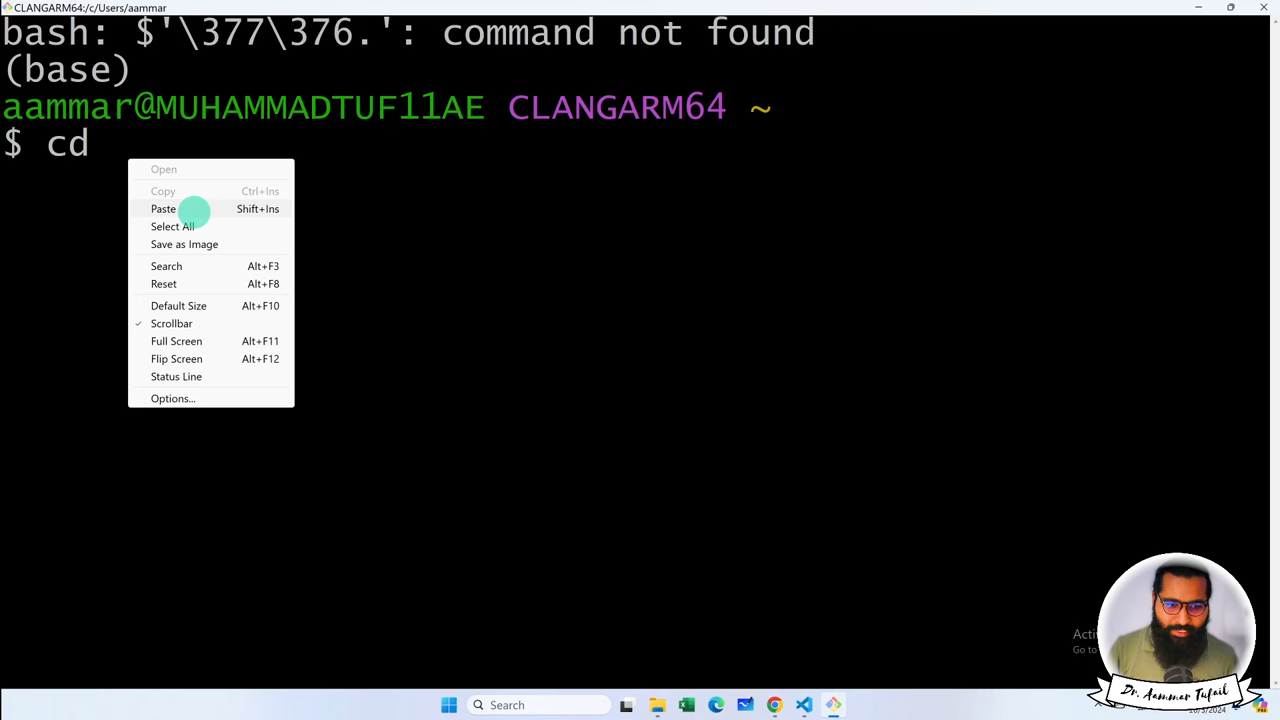 CLANGARM64:/c/Users/aammar
bash: $'\377\376.': command not found
(base)
aammar@MUHAMMADTUF11AE CLANGARM64 ~
$ cd
Open
Copy Ctrl+Ins
Paste Shift+Ins
Select All
Save as Image
Search Alt+F3
Reset Alt+F8
Default Size Alt+F10
Scrollbar
Full Screen Alt+F11
Flip Screen Alt+F12
Status Line
Options...
Go to
Dr. Aammar Tufail
Search